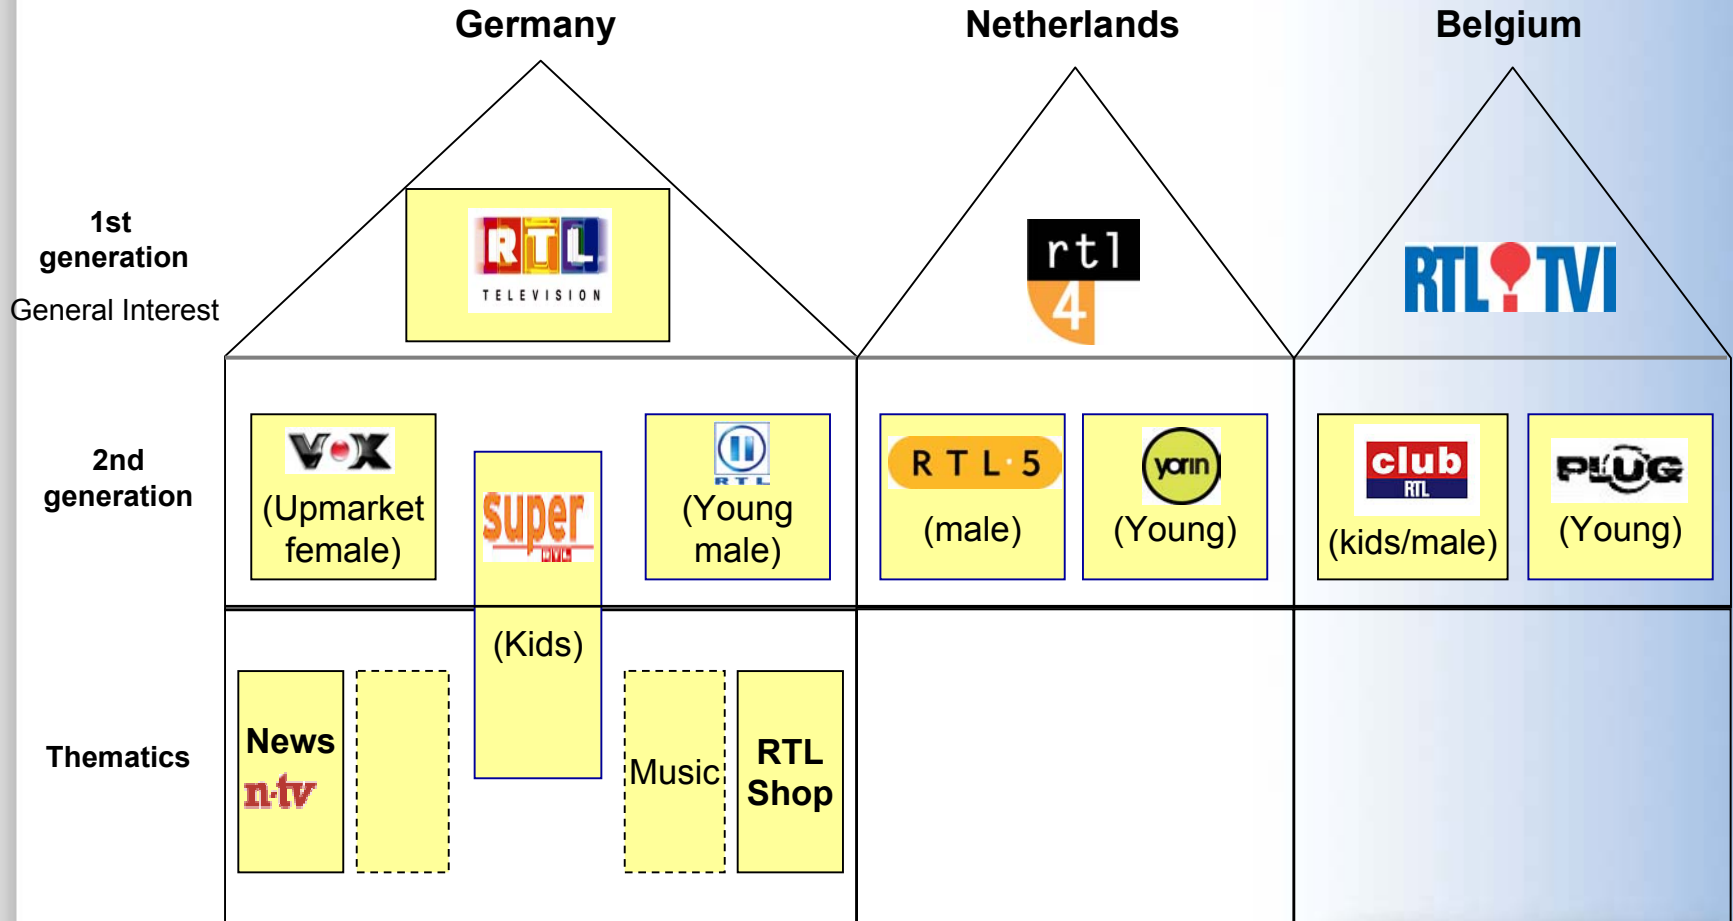 Germany
Netherlands
Belgium
1st
generation
General Interest
RTL
TELEVISION
rtl
4
RTL TVI
2nd
generation
VOX
(Upmarket
female)
super
RTL
(Kids)
II
RTL
(Young
male)
RTL·5
(male)
yorin
(Young)
club
RTL
(kids/male)
PLUG
(Young)
Thematics
News
n-tv
Music
RTL
Shop